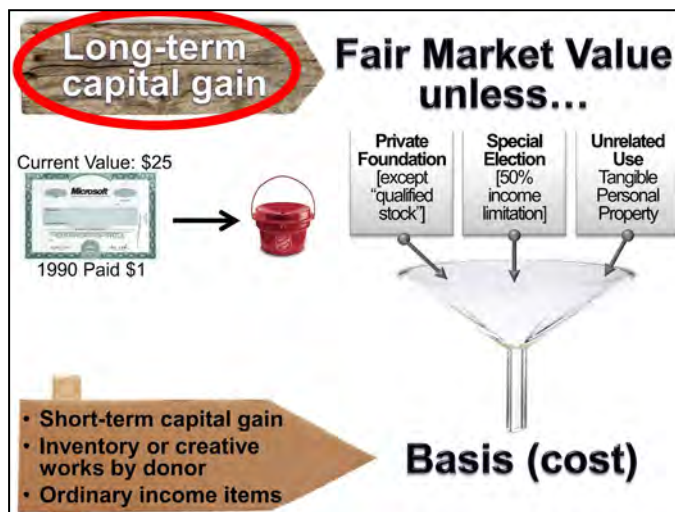 Long-term
capital gain
Fair Market Value
unless…
Current Value: $25
Microsoft
1990 Paid $1
Private
Foundation
[except
“qualified
stock”]
Special
Election
[50%
income
limitation]
Unrelated
Use
Tangible
Personal
Property
• Short-term capital gain
• Inventory or creative
works by donor
• Ordinary income items
Basis (cost)